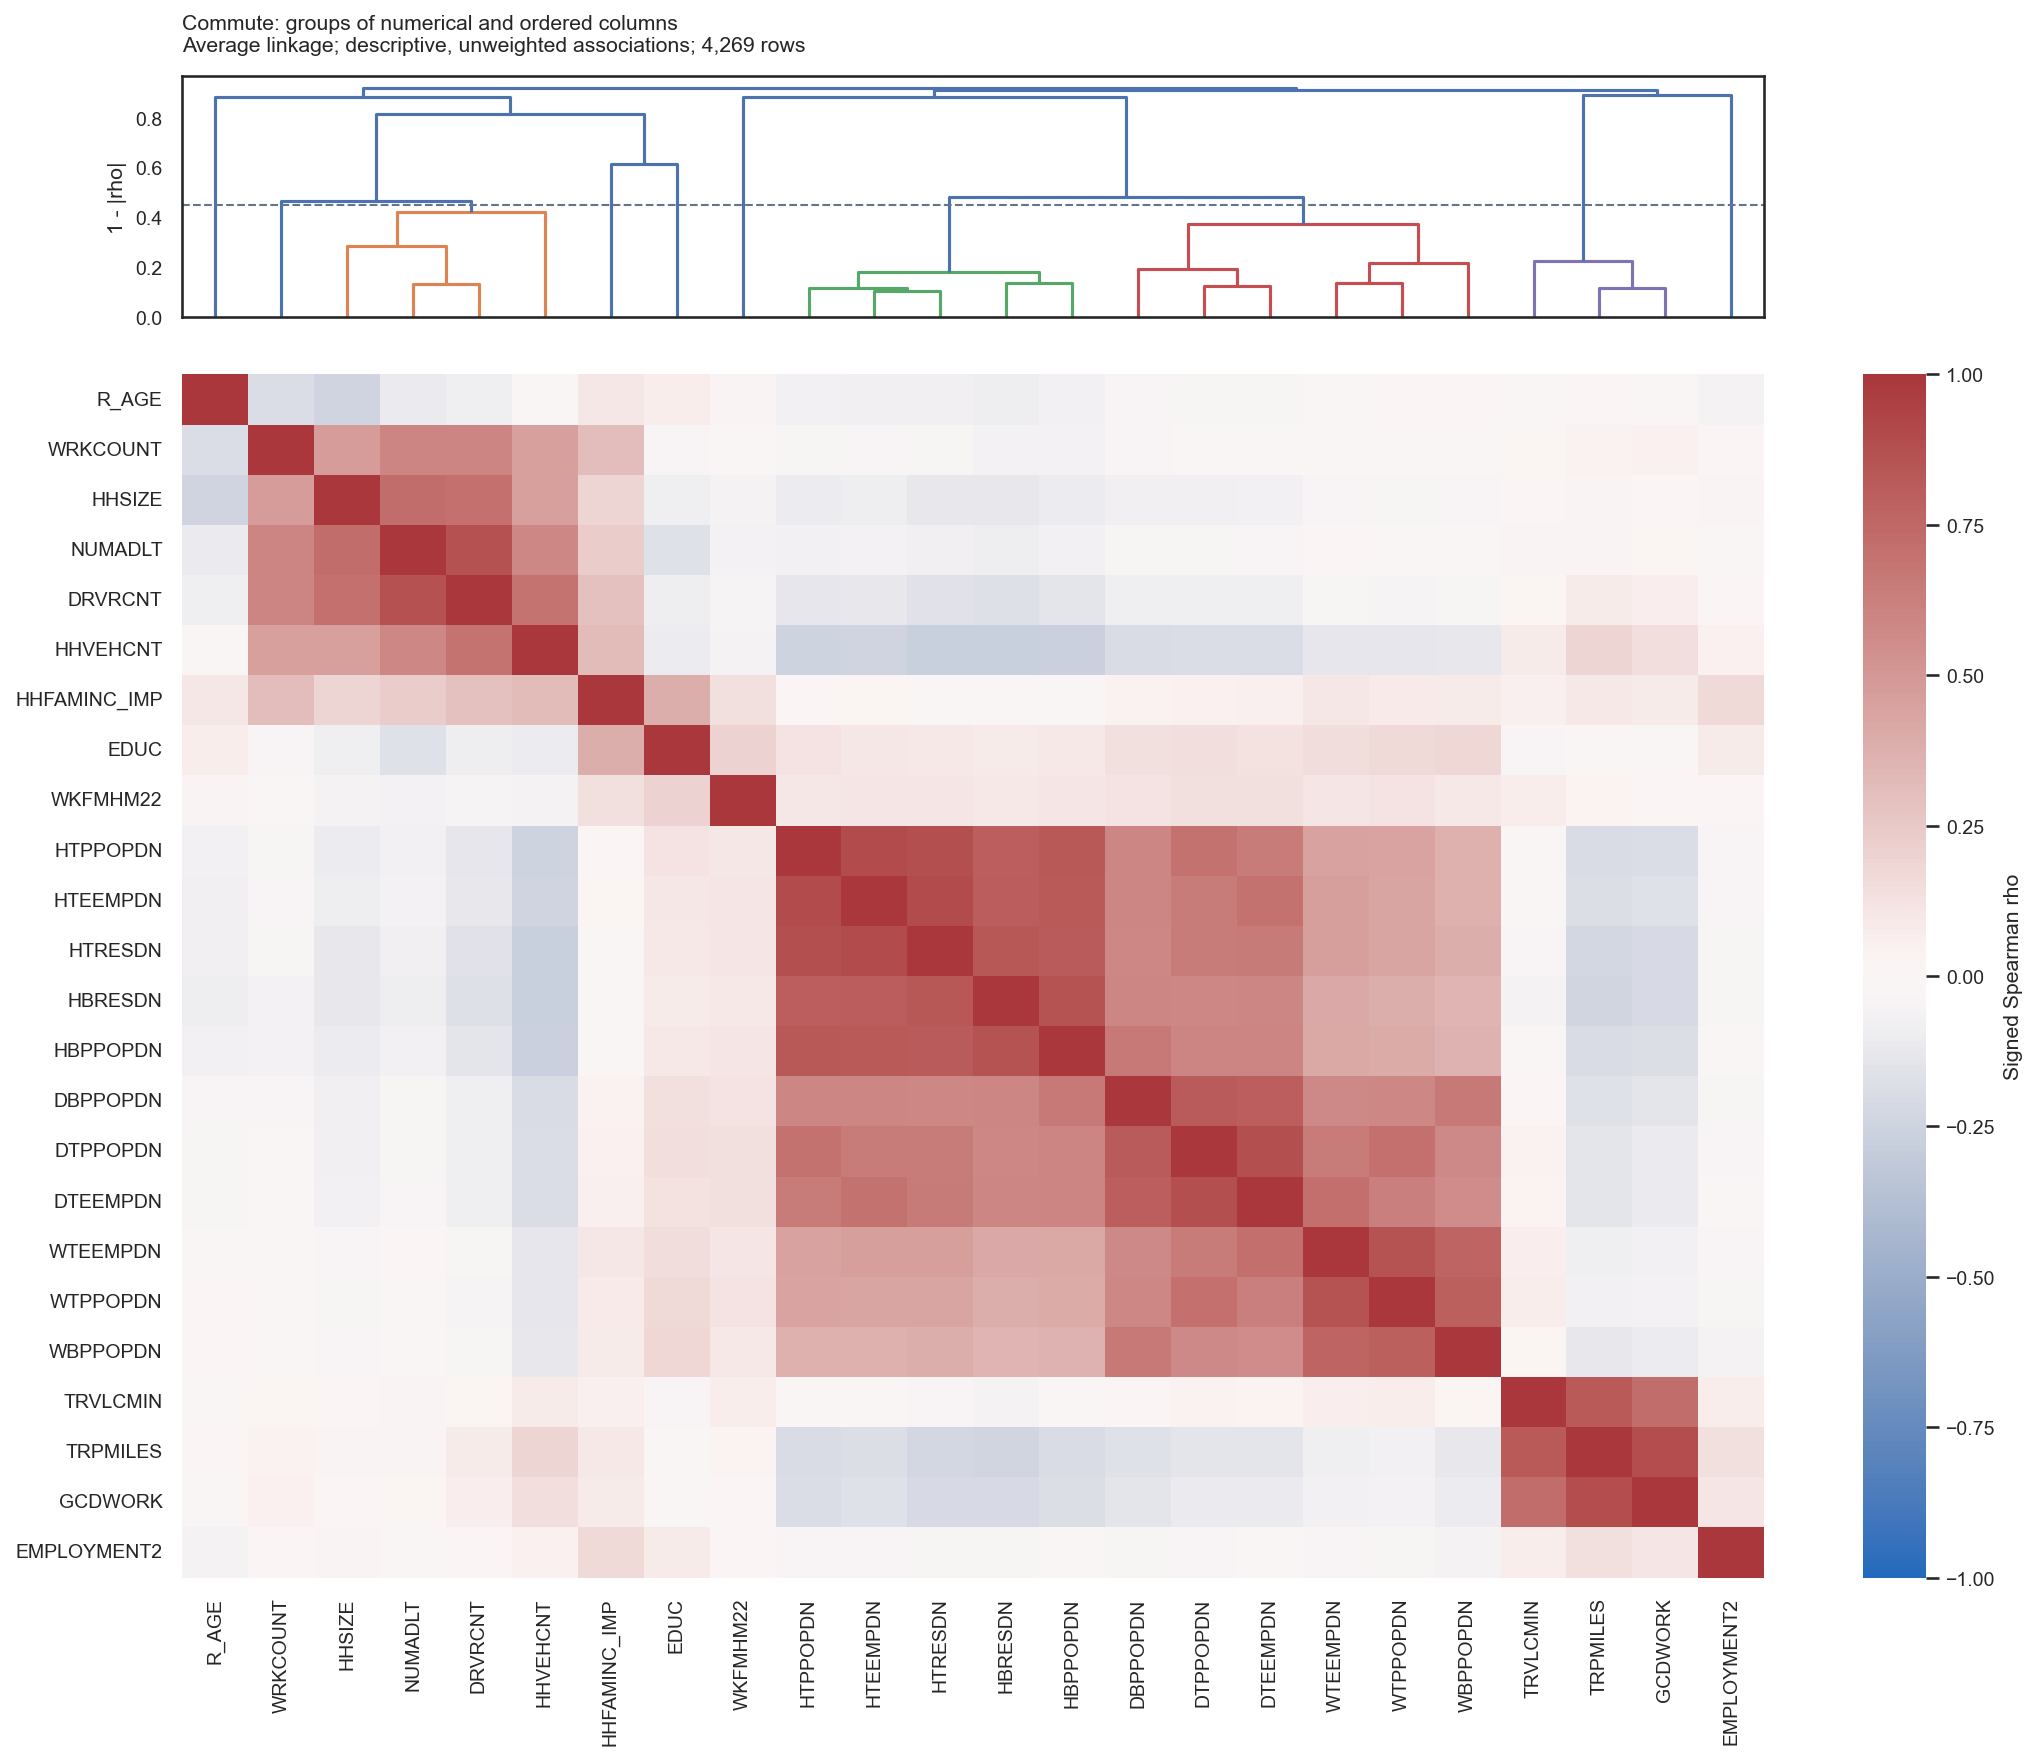 Commute: groups of numerical and ordered columns
Average linkage; descriptive, unweighted associations; 4,269 rows
1 - |rho|
0.8
0.6
0.4
0.2
0.0
R_AGE
WRKCOUNT
HHSIZE
NUMADLT
DRVRCNT
HHVEHCNT
HHFAMINC_IMP
EDUC
WKFMHM22
HTPPOPDN
HTEEMPDN
HTRESDN
HBRESDN
HBPPOPDN
DBPPOPDN
DTPPOPDN
DTEEMPDN
WTEEMPDN
WTPPOPDN
WBPPOPDN
TRVLCMIN
TRPMILES
GCDWORK
EMPLOYMENT2
R_AGE
WRKCOUNT
HHSIZE
NUMADLT
DRVRCNT
HHVEHCNT
HHFAMINC_IMP
EDUC
WKFMHM22
HTPPOPDN
HTEEMPDN
HTRESDN
HBRESDN
HBPPOPDN
DBPPOPDN
DTPPOPDN
DTEEMPDN
WTEEMPDN
WTPPOPDN
WBPPOPDN
TRVLCMIN
TRPMILES
GCDWORK
EMPLOYMENT2
1.00
0.75
0.50
0.25
0.00
−0.25
−0.50
−0.75
−1.00
Signed Spearman rho